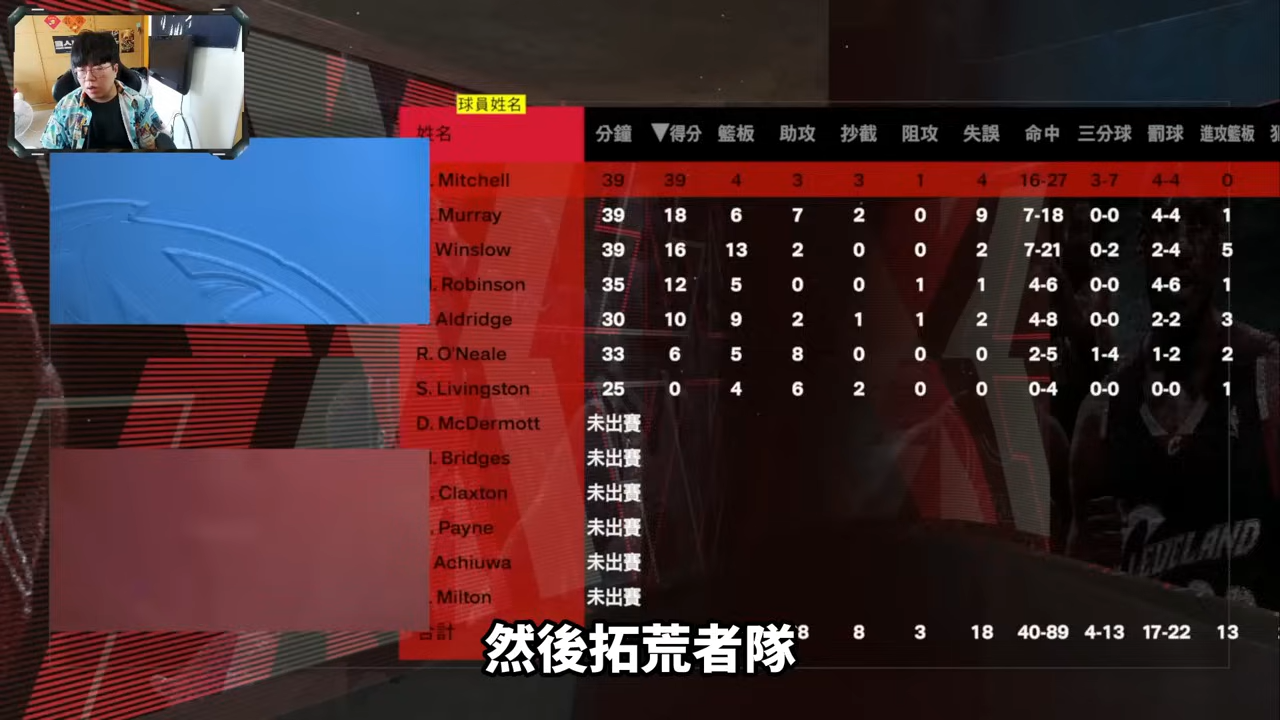 球員姓名
姓名 分鐘 ▼得分 籃板 助攻 抄截 阻攻 失誤 命中 三分球 罰球 進攻籃板
. Mitchell 39 39 4 3 3 1 4 16-27 3-7 4-4 0
. Murray 39 18 6 7 2 0 9 7-18 0-0 4-4 1
Winslow 39 16 13 2 0 0 2 7-21 0-2 2-4 5
. Robinson 35 12 5 0 0 1 1 4-6 0-0 4-6 1
Aldridge 30 10 9 2 1 1 2 4-8 0-0 2-2 3
R. O'Neale 33 6 5 8 0 0 0 2-5 1-4 1-2 2
S. Livingston 25 0 4 6 2 0 0 0-4 0-0 0-0 1
D. McDermott 未出賽
. Bridges 未出賽
. Claxton 未出賽
. Payne 未出賽
Achiuwa 未出賽
. Milton 未出賽
合計 8 8 3 18 40-89 4-13 17-22 13
然後拓荒者隊
CLEVELAND